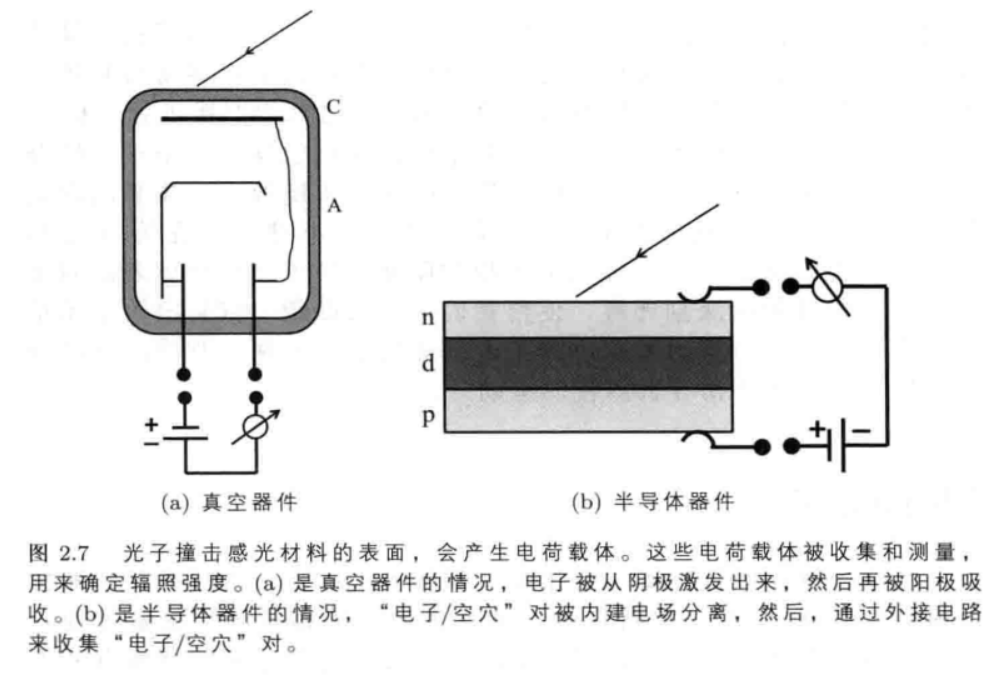 C
A
+
−
n
d
p
+ −
(a) 真空器件
(b) 半导体器件
图 2.7 光子撞击感光材料的表面，会产生电荷载体。这些电荷载体被收集和测量，
用来确定辐照强度。(a) 是真空器件的情况，电子被从阴极激发出来，然后再被阳极吸
收。(b) 是半导体器件的情况，“电子/空穴”对被内建电场分离，然后，通过外接电路
来收集“电子/空穴”对。